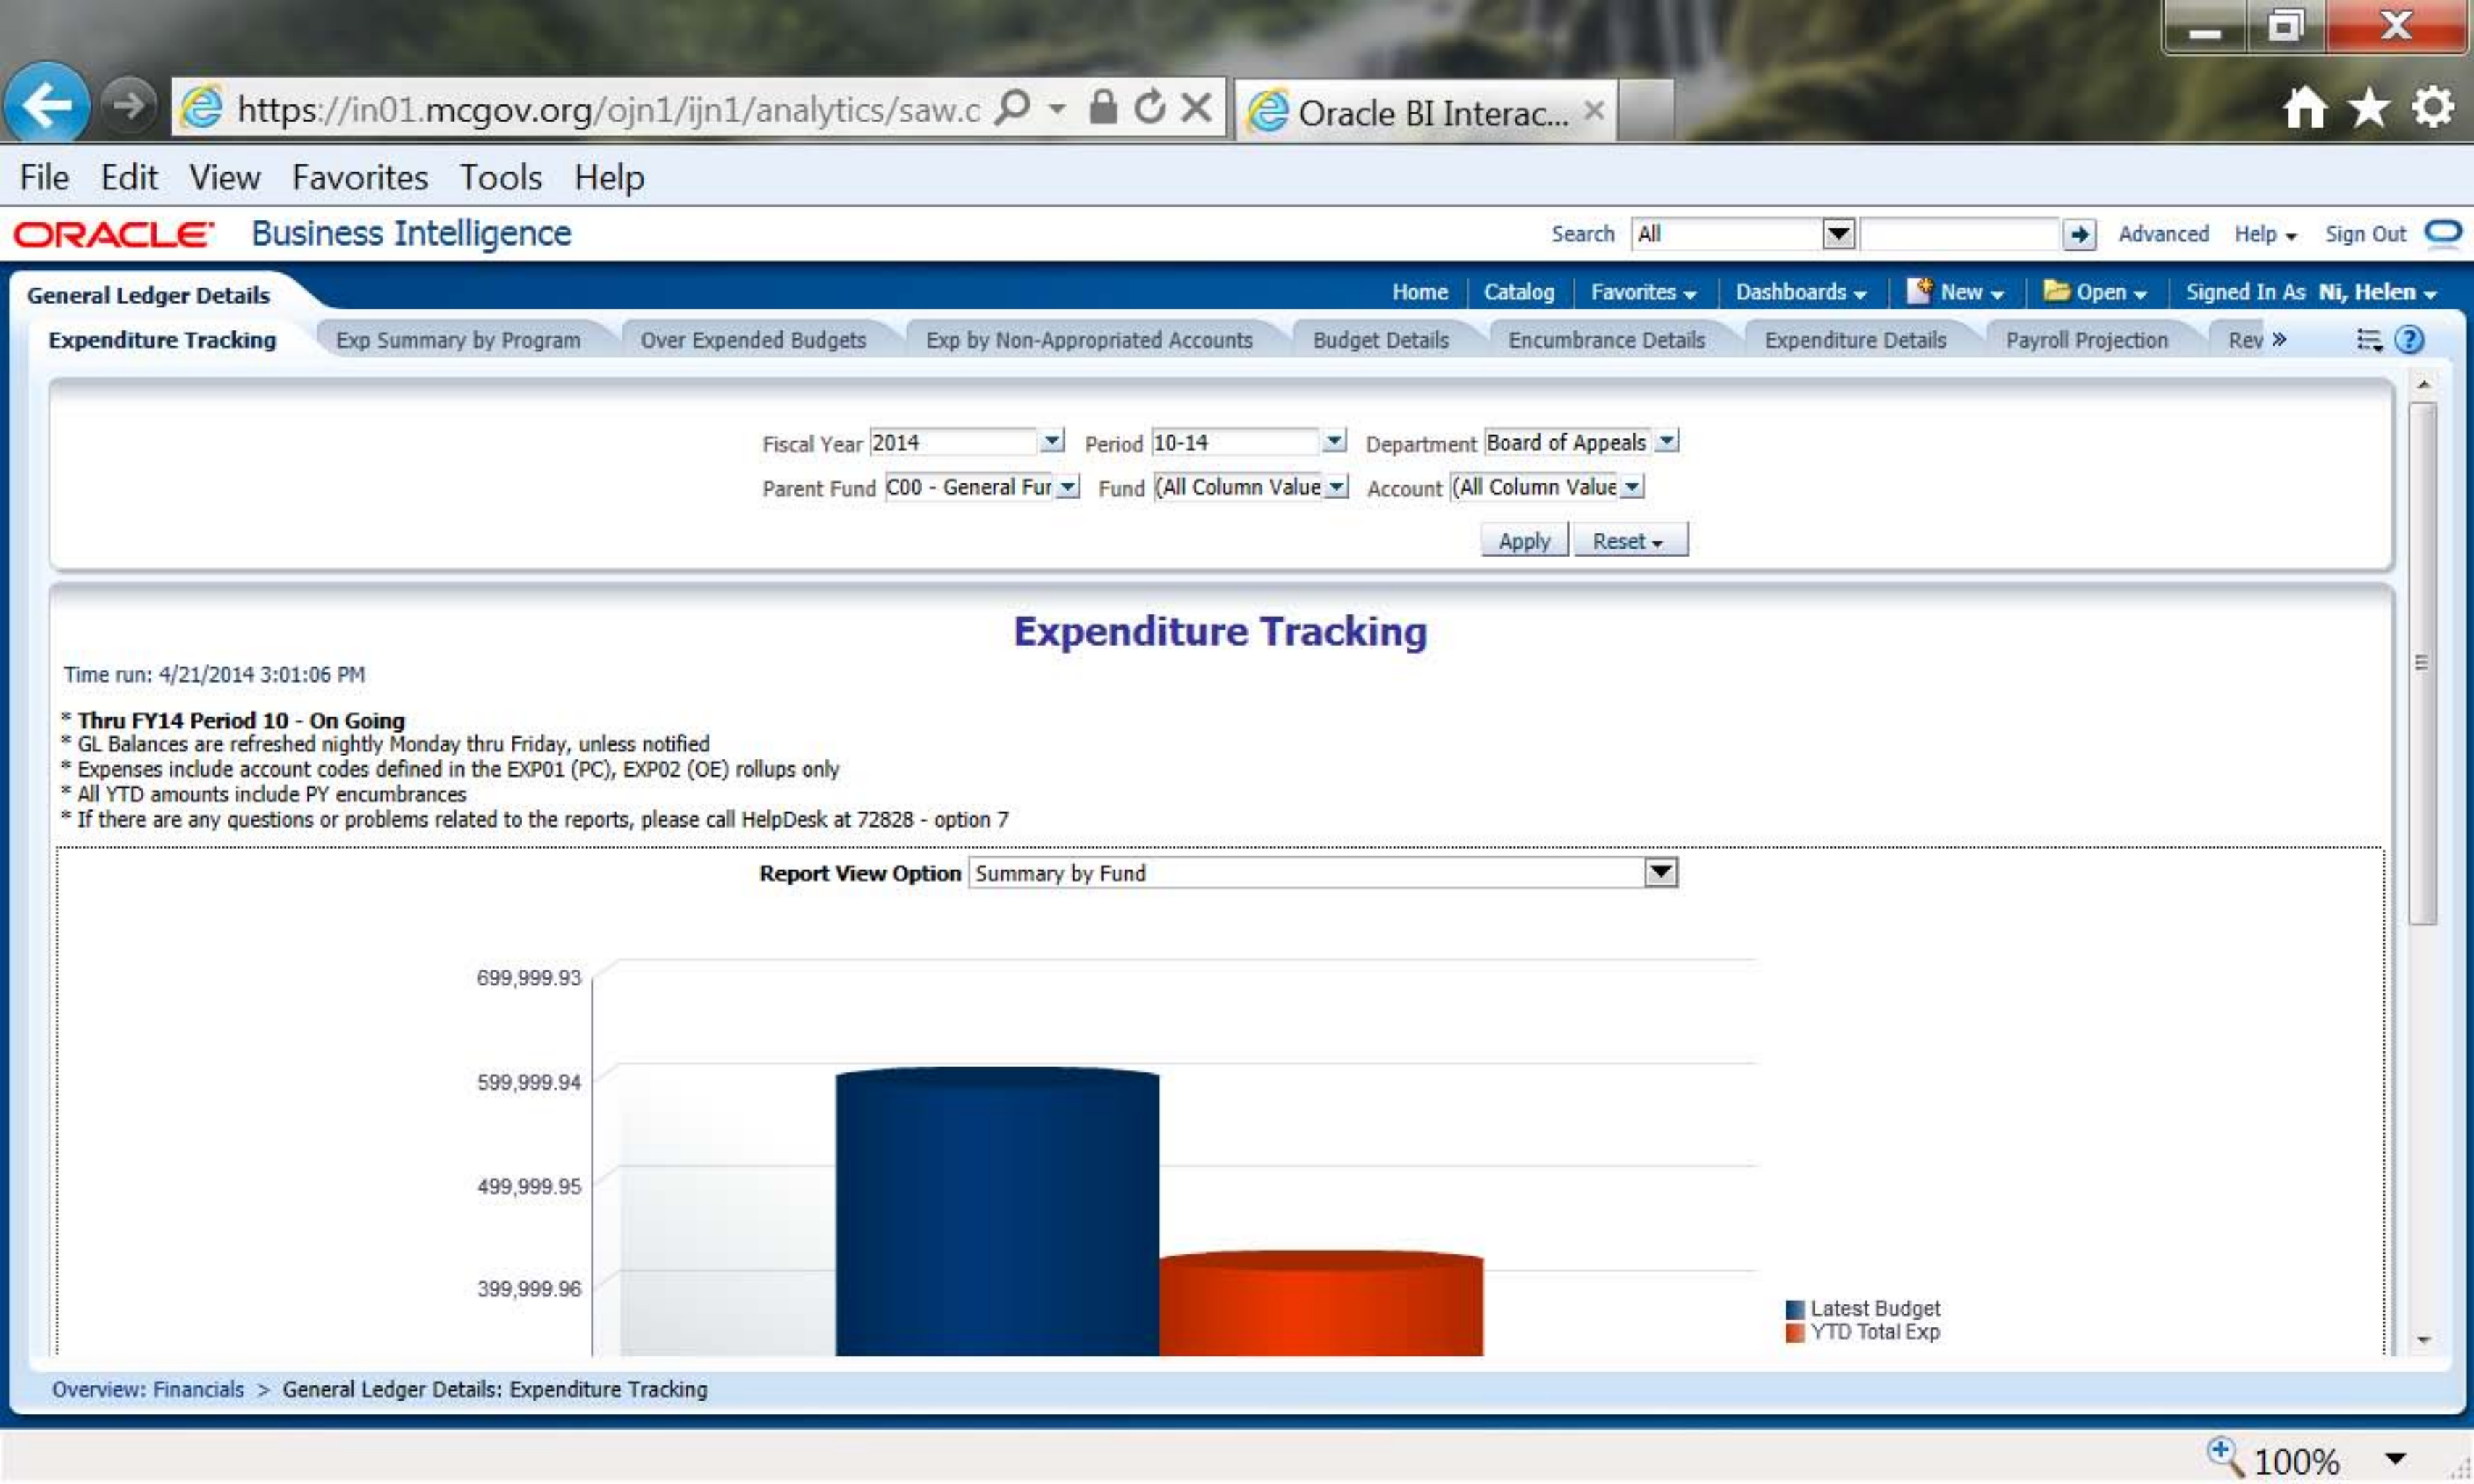 https://in01.mcgov.org/ojn1/ijn1/analytics/saw.c
Oracle BI Interac...
File Edit View Favorites Tools Help
ORACLE Business Intelligence
Search All Advanced Help Sign Out
General Ledger Details
Home Catalog Favorites Dashboards New Open Signed In As Ni, Helen
Expenditure Tracking Exp Summary by Program Over Expended Budgets Exp by Non-Appropriated Accounts Budget Details Encumbrance Details Expenditure Details Payroll Projection Rev »
Fiscal Year 2014 Period 10-14 Department Board of Appeals
Parent Fund C00 - General Fur Fund (All Column Value Account (All Column Value
Apply Reset
Expenditure Tracking
Time run: 4/21/2014 3:01:06 PM
* Thru FY14 Period 10 - On Going
* GL Balances are refreshed nightly Monday thru Friday, unless notified
* Expenses include account codes defined in the EXP01 (PC), EXP02 (OE) rollups only
* All YTD amounts include PY encumbrances
* If there are any questions or problems related to the reports, please call HelpDesk at 72828 - option 7
Report View Option Summary by Fund
699,999.93
599,999.94
499,999.95
399,999.96
Latest Budget
YTD Total Exp
Overview: Financials > General Ledger Details: Expenditure Tracking
100%